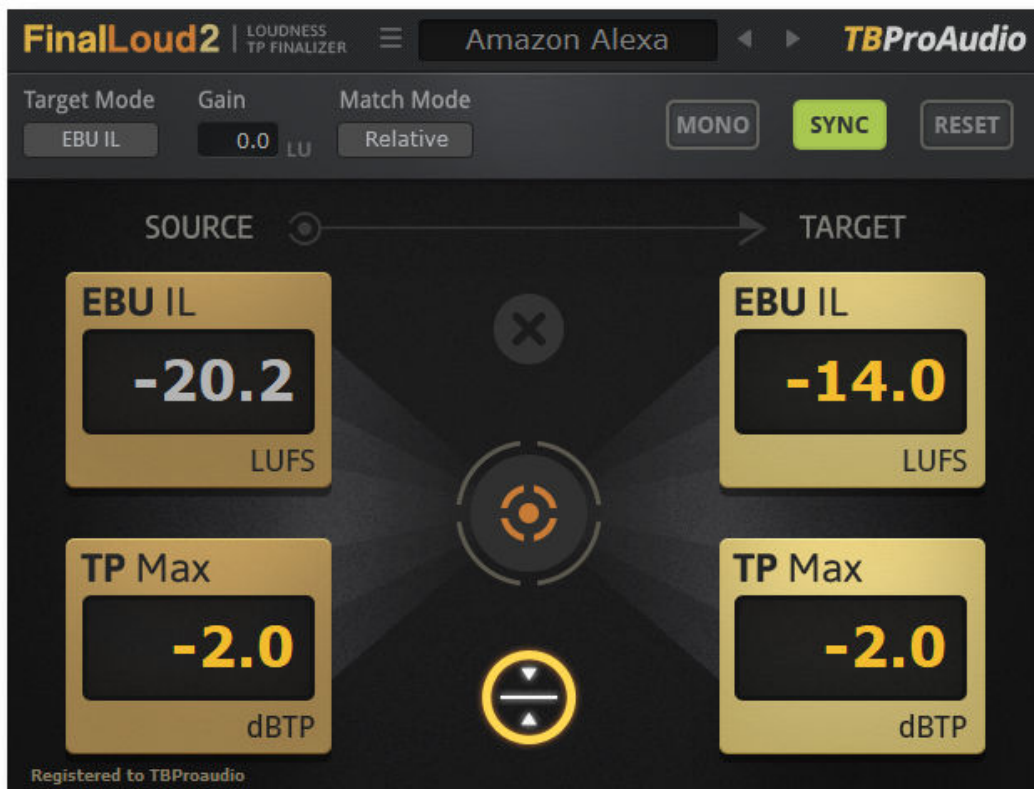 FinalLoud2 LOUDNESS TP FINALIZER
Amazon Alexa
TBProAudio
Target Mode Gain Match Mode
EBU IL 0.0 LU Relative MONO SYNC RESET
SOURCE TARGET
EBU IL EBU IL
-20.2 -14.0
LUFS LUFS
TP Max TP Max
-2.0 -2.0
dBTP dBTP
Registered to TBProaudio